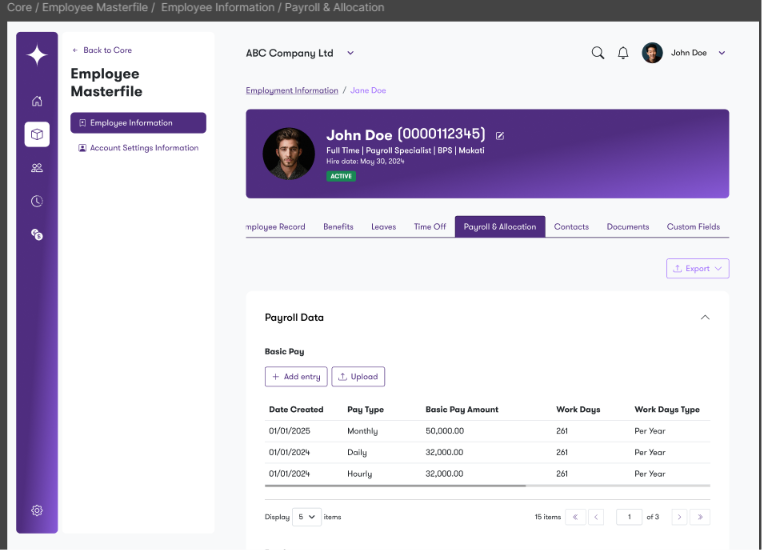 Core / Employee Masterfile / Employee Information / Payroll & Allocation
← Back to Core
Employee
Masterfile
Employee Information
Account Settings Information
ABC Company Ltd
John Doe
Employment Information / Jane Doe
John Doe (0000112345)
Full Time | Payroll Specialist | BPS | Makati
Hire date: May 30, 2024
ACTIVE
mployee Record Benefits Leaves Time Off Payroll & Allocation Contacts Documents Custom Fields
Export
Payroll Data
Basic Pay
+ Add entry Upload
Date Created Pay Type Basic Pay Amount Work Days Work Days Type
01/01/2025 Monthly 50,000.00 261 Per Year
01/01/2024 Daily 32,000.00 261 Per Year
01/01/2024 Hourly 32,000.00 261 Per Year
Display 5 items 15 items « < 1 of 3 > »